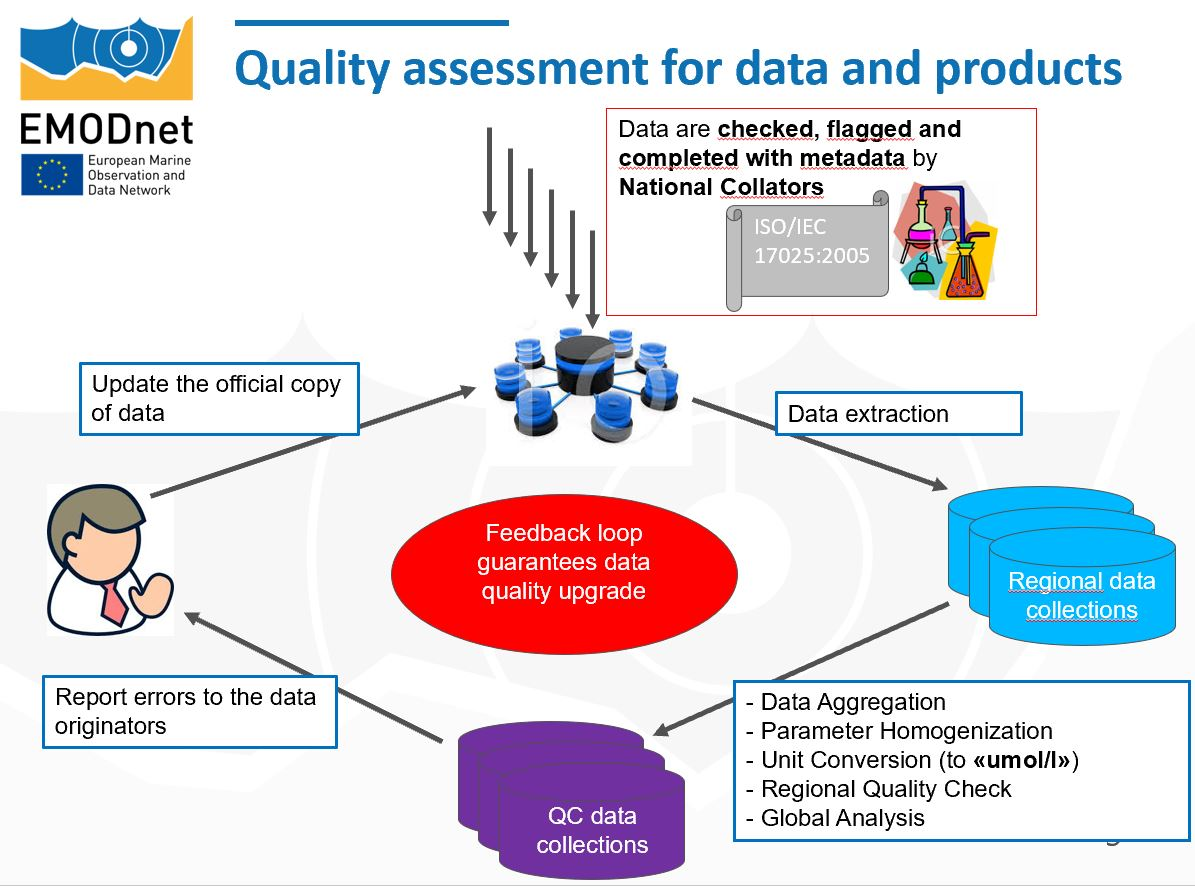 Quality assessment for data and products
EMODnet
European Marine
Observation and
Data Network
Data are checked, flagged and
completed with metadata by
National Collators
ISO/IEC
17025:2005
Update the official copy
of data
Data extraction
Feedback loop
guarantees data
quality upgrade
Regional data
collections
Report errors to the data
originators
- Data Aggregation
- Parameter Homogenization
- Unit Conversion (to «umol/l»)
- Regional Quality Check
- Global Analysis
QC data
collections